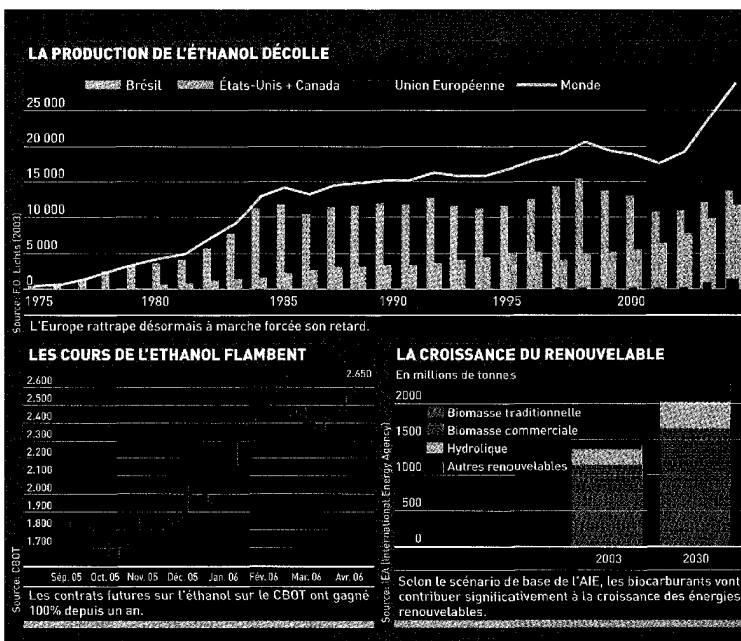 LA PRODUCTION DE L'ÉTHANOL DÉCOLLE
Brésil États-Unis + Canada Union Européenne Monde
25 000
20 000
15 000
10 000
5 000
0
1975 1980 1985 1990 1995 2000
Source: F.O. Lichts (2003)
L'Europe rattrape désormais à marche forcée son retard.
LES COURS DE L'ETHANOL FLAMBENT
2.650
2.600
2.500
2.400
2.300
2.200
2.100
2.000
1.900
1.800
1.700
Sép. 05 Oct. 05 Nov. 05 Déc. 05 Jan. 06 Fév. 06 Mar. 06 Avr. 06
Source: CBOT
Les contrats futures sur l'éthanol sur le CBOT ont gagné
100% depuis un an.
LA CROISSANCE DU RENOUVELABLE
En millions de tonnes
2000
1500
1000
500
0
Biomasse traditionnelle
Biomasse commerciale
Hydrolique
Autres renouvelables
2003 2030
Source: IEA (International Energy Agency)
Selon le scénario de base de l'AIE, les biocarburants vont
contribuer significativement à la croissance des énergies
renouvelables.